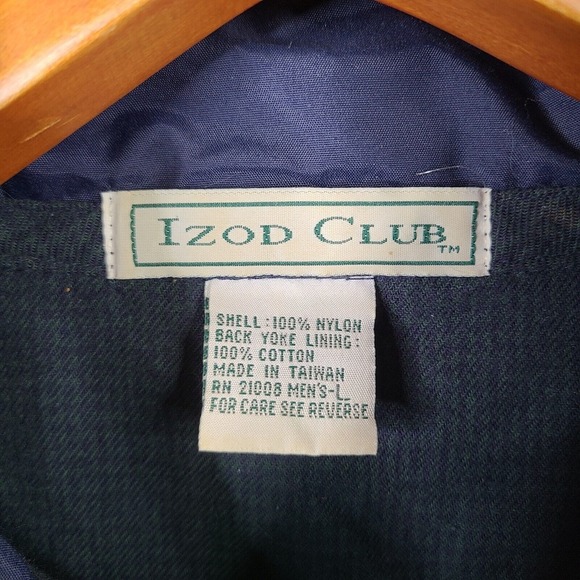 IZOD CLUB TM
SHELL: 100% NYLON
BACK YOKE LINING:
100% COTTON
MADE IN TAIWAN
RN 21008 MEN'S-L
FOR CARE SEE REVERSE